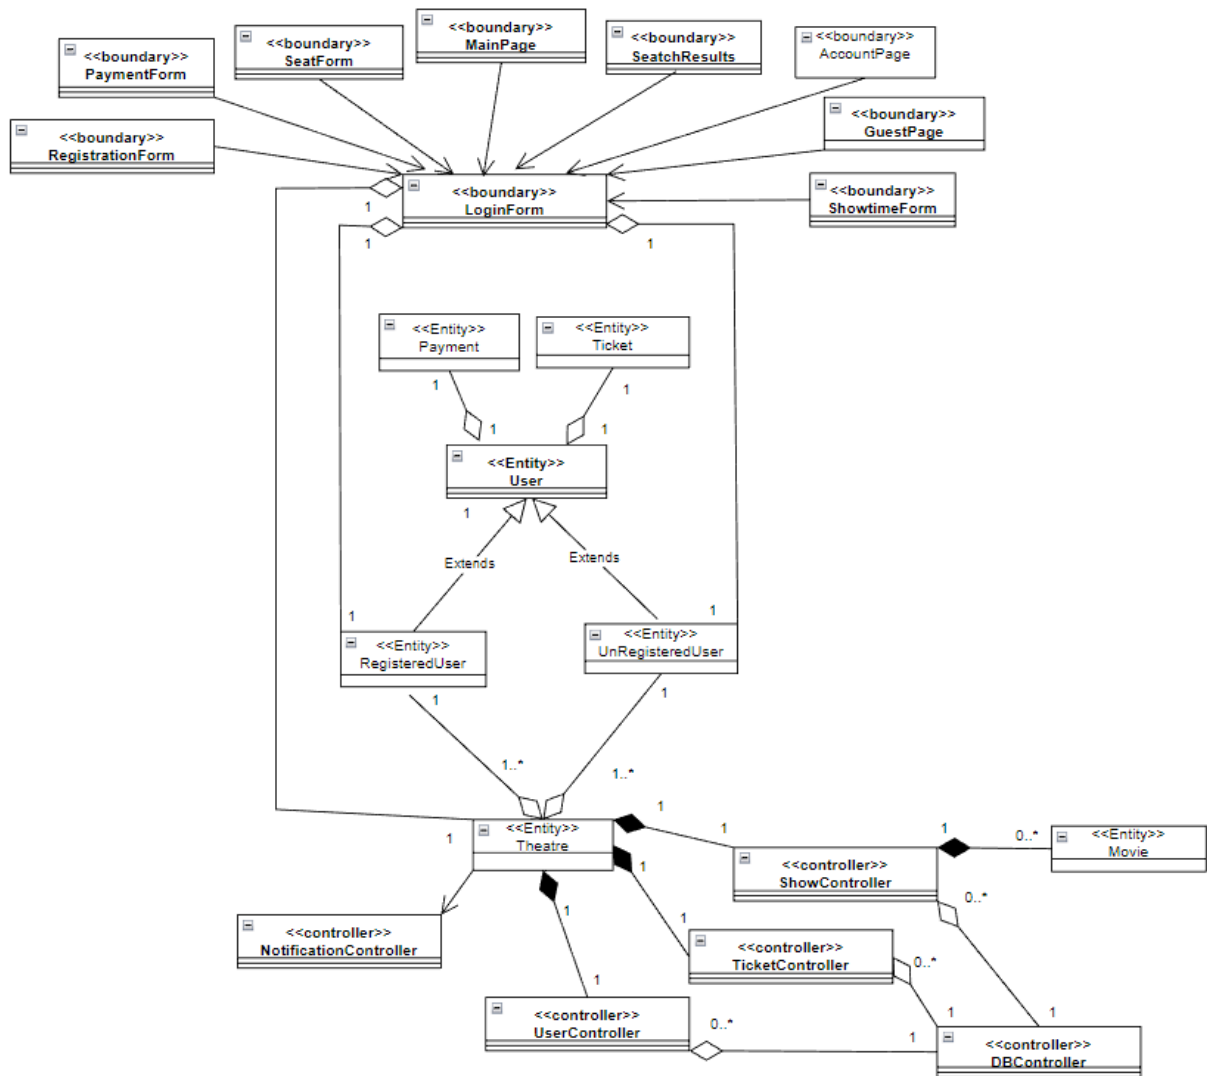 <<boundary>>
PaymentForm
<<boundary>>
SeatForm
<<boundary>>
MainPage
<<boundary>>
SeatchResults
<<boundary>>
AccountPage
<<boundary>>
RegistrationForm
<<boundary>>
GuestPage
<<boundary>>
LoginForm
<<boundary>>
ShowtimeForm
1
1
1
<<Entity>>
Payment
<<Entity>>
Ticket
1
1
1
1
<<Entity>>
User
1
Extends
Extends
1
1
<<Entity>>
RegisteredUser
<<Entity>>
UnRegisteredUser
1
1
1..*
1..*
<<Entity>>
Theatre
1
1
1
1
0..*
<<Entity>>
Movie
1
<<controller>>
ShowController
0..*
<<controller>>
NotificationController
1
1
<<controller>>
TicketController
0..*
1
<<controller>>
UserController
0..*
1
1
1
<<controller>>
DBController